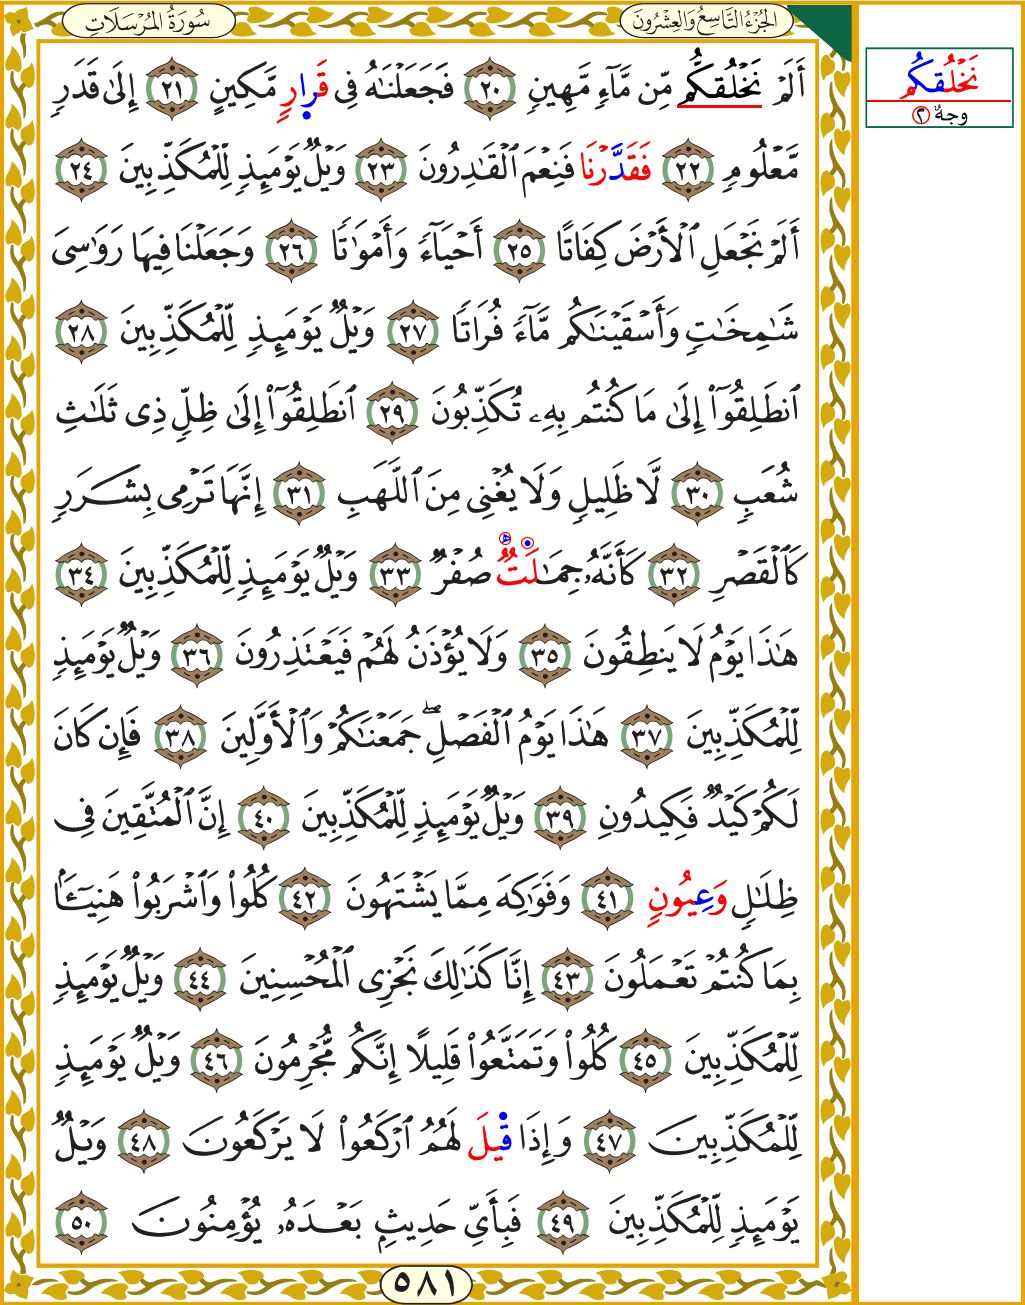 سُورَةُ المُرْسَلَات
الجُزْءُ التَّاسِعُ وَالعِشْرُونَ
أَلَمْ نَخْلُقكُّم مِّن مَّآءٖ مَّهِينٖ ٢٠ فَجَعَلْنَٰهُ فِي قَرَارٖ مَّكِينٍ ٢١ إِلَىٰ قَدَرٖ
مَّعْلُومٖ ٢٢ فَقَدَّرْنَا فَنِعْمَ ٱلْقَٰدِرُونَ ٢٣ وَيْلٌ يَوْمَئِذٖ لِّلْمُكَذِّبِينَ ٢٤
أَلَمْ نَجْعَلِ ٱلْأَرْضَ كِفَاتًا ٢٥ أَحْيَآءً وَأَمْوَٰتًا ٢٦ وَجَعَلْنَا فِيهَا رَوَٰسِيَ
شَٰمِخَٰتٖ وَأَسْقَيْنَٰكُم مَّآءً فُرَاتًا ٢٧ وَيْلٌ يَوْمَئِذٖ لِّلْمُكَذِّبِينَ ٢٨
ٱنطَلِقُوٓا۟ إِلَىٰ مَا كُنتُم بِهِۦ تُكَذِّبُونَ ٢٩ ٱنطَلِقُوٓا۟ إِلَىٰ ظِلّٖ ذِي ثَلَٰثِ
شُعَبٖ ٣٠ لَّا ظَلِيلٖ وَلَا يُغْنِي مِنَ ٱللَّهَبِ ٣١ إِنَّهَا تَرْمِي بِشَرَرٖ
كَٱلْقَصْرِ ٣٢ كَأَنَّهُۥ جِمَٰلَتٌ صُفْرٌ ٣٣ وَيْلٌ يَوْمَئِذٖ لِّلْمُكَذِّبِينَ ٣٤
هَٰذَا يَوْمُ لَا يَنطِقُونَ ٣٥ وَلَا يُؤْذَنُ لَهُمْ فَيَعْتَذِرُونَ ٣٦ وَيْلٌ يَوْمَئِذٖ
لِّلْمُكَذِّبِينَ ٣٧ هَٰذَا يَوْمُ ٱلْفَصْلِۖ جَمَعْنَٰكُمْ وَٱلْأَوَّلِينَ ٣٨ فَإِن كَانَ
لَكُمْ كَيْدٌ فَكِيدُونِ ٣٩ وَيْلٌ يَوْمَئِذٖ لِّلْمُكَذِّبِينَ ٤٠ إِنَّ ٱلْمُتَّقِينَ فِي
ظِلَٰلٖ وَعِيُونٍ ٤١ وَفَوَٰكِهَ مِمَّا يَشْتَهُونَ ٤٢ كُلُوا۟ وَٱشْرَبُوا۟ هَنِيٓـَٔۢا
بِمَا كُنتُمْ تَعْمَلُونَ ٤٣ إِنَّا كَذَٰلِكَ نَجْزِي ٱلْمُحْسِنِينَ ٤٤ وَيْلٌ يَوْمَئِذٖ
لِّلْمُكَذِّبِينَ ٤٥ كُلُوا۟ وَتَمَتَّعُوا۟ قَلِيلًا إِنَّكُم مُّجْرِمُونَ ٤٦ وَيْلٌ يَوْمَئِذٖ
لِّلْمُكَذِّبِينَ ٤٧ وَإِذَا قِيلَ لَهُمُ ٱرْكَعُوا۟ لَا يَرْكَعُونَ ٤٨ وَيْلٌ
يَوْمَئِذٖ لِّلْمُكَذِّبِينَ ٤٩ فَبِأَيِّ حَدِيثٍۭ بَعْدَهُۥ يُؤْمِنُونَ ٥٠
٥٨١
نَخْلُقكُم
وجهٌ ٢